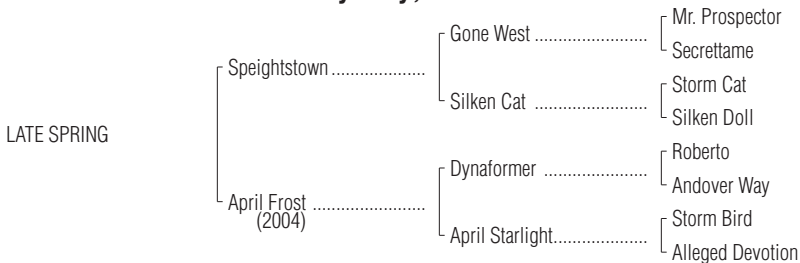 Mr. Prospector
Gone West ........................
Secrettame
Speightstown .....................
Storm Cat
Silken Cat ........................
Silken Doll
LATE SPRING
Roberto
Dynaformer ......................
Andover Way
April Frost ........................
(2004)
Storm Bird
April Starlight....................
Alleged Devotion